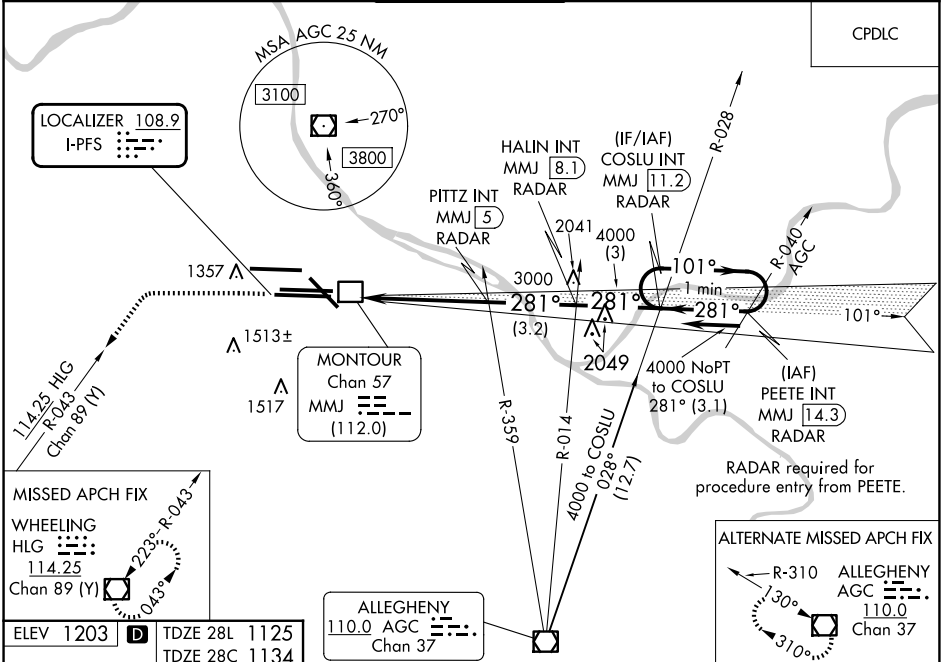 CPDLC
MSA AGC 25 NM
3100
270°
3800
360°
LOCALIZER 108.9
I-PFS
HALIN INT
MMJ 8.1
RADAR
(IF/IAF)
COSLU INT
MMJ 11.2
RADAR
R-028
PITTZ INT
MMJ 5
RADAR
2041
4000
(3)
R-040
AGC
1357
3000
101°
1 min
281°
281°
281°
101°
(3.2)
1513±
2049
4000 NoPT
to COSLU
281° (3.1)
(IAF)
PEETE INT
MMJ 14.3
RADAR
MONTOUR
Chan 57
MMJ
(112.0)
1517
114.25 HLG
R-043
Chan 89 (Y)
R-359
R-014
4000 to COSLU
028°
(12.7)
RADAR required for
procedure entry from PEETE.
MISSED APCH FIX
WHEELING
HLG
114.25
Chan 89 (Y)
R-043
223°
043°
ALTERNATE MISSED APCH FIX
R-310
130°
310°
ALLEGHENY
AGC
110.0
Chan 37
ALLEGHENY
110.0 AGC
Chan 37
ELEV 1203 D TDZE 28L 1125
TDZE 28C 1134